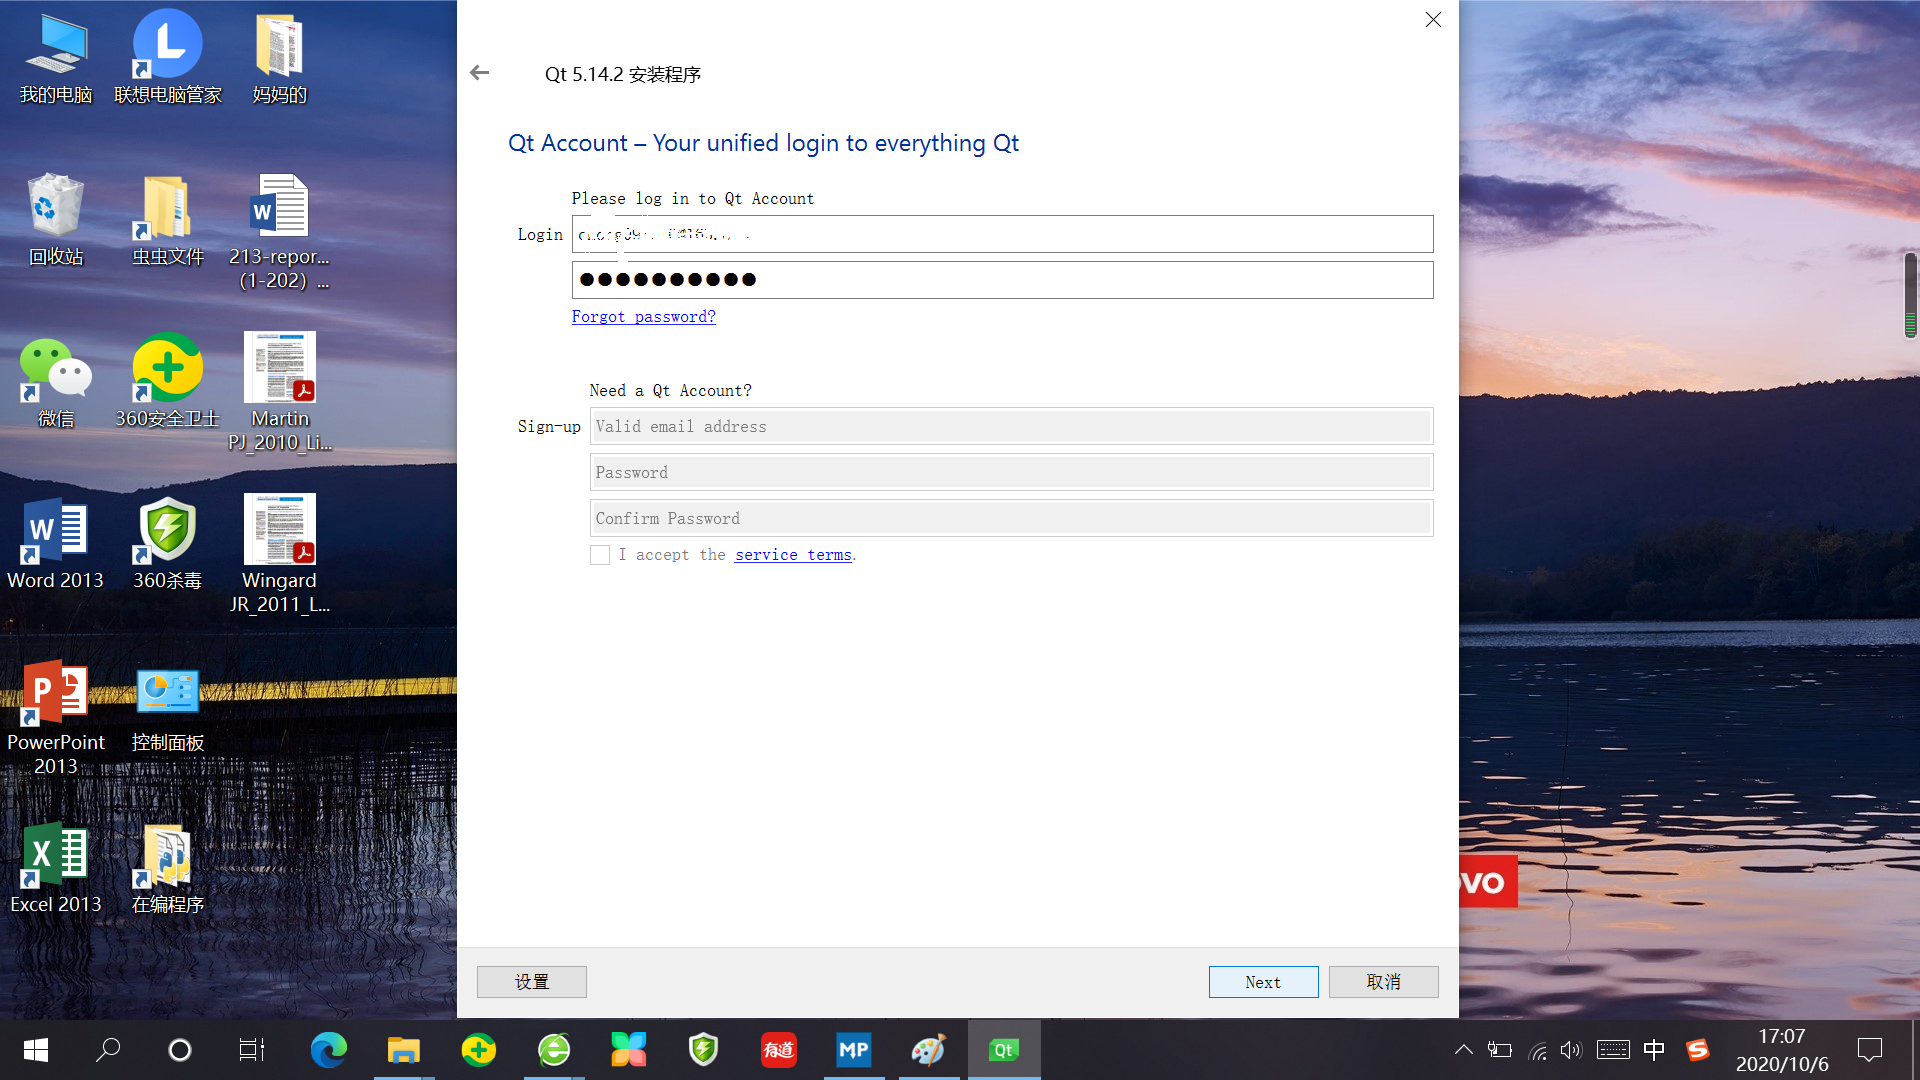 我的电脑
联想电脑管家
妈妈的
回收站
虫虫文件
213-repor...
(1-202) ...
微信
360安全卫士
Martin
PJ_2010_Li...
Word 2013
360杀毒
Wingard
JR_2011_L...
PowerPoint
2013
控制面板
Excel 2013
在编程序
Qt 5.14.2 安装程序
Qt Account – Your unified login to everything Qt
Please log in to Qt Account
Login
●●●●●●●●●●
Forgot password?
Need a Qt Account?
Sign-up
Valid email address
Password
Confirm Password
I accept the service terms.
设置
Next
取消
有道
MP
Qt
中
17:07
2020/10/6